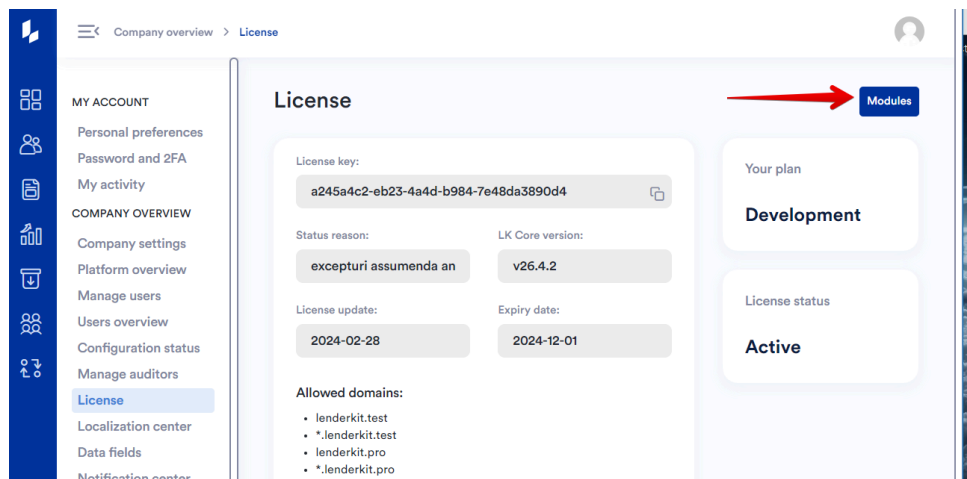 Company overview > License
MY ACCOUNT
Personal preferences
Password and 2FA
My activity
COMPANY OVERVIEW
Company settings
Platform overview
Manage users
Users overview
Configuration status
Manage auditors
License
Localization center
Data fields
Notification center
License
Modules
License key:
a245a4c2-eb23-4a4d-b984-7e48da3890d4
Status reason:
LK Core version:
excepturi assumenda an
v26.4.2
License update:
Expiry date:
2024-02-28
2024-12-01
Allowed domains:
• lenderkit.test
• *.lenderkit.test
• lenderkit.pro
• *.lenderkit.pro
Your plan
Development
License status
Active